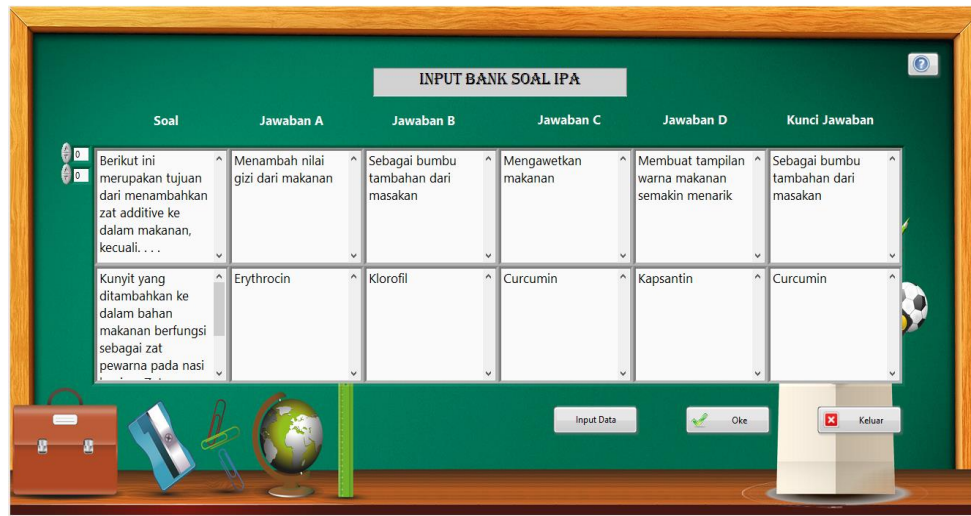 INPUT BANK SOAL IPA
?
Soal
Jawaban A
Jawaban B
Jawaban C
Jawaban D
Kunci Jawaban
0
0
Berikut ini
merupakan tujuan
dari menambahkan
zat additive ke
dalam makanan,
kecuali. . . .
Menambah nilai
gizi dari makanan
Sebagai bumbu
tambahan dari
masakan
Mengawetkan
makanan
Membuat tampilan
warna makanan
semakin menarik
Sebagai bumbu
tambahan dari
masakan
Kunyit yang
ditambahkan ke
dalam bahan
makanan berfungsi
sebagai zat
pewarna pada nasi
Erythrocin
Klorofil
Curcumin
Kapsantin
Curcumin
Input Data
Oke
Keluar